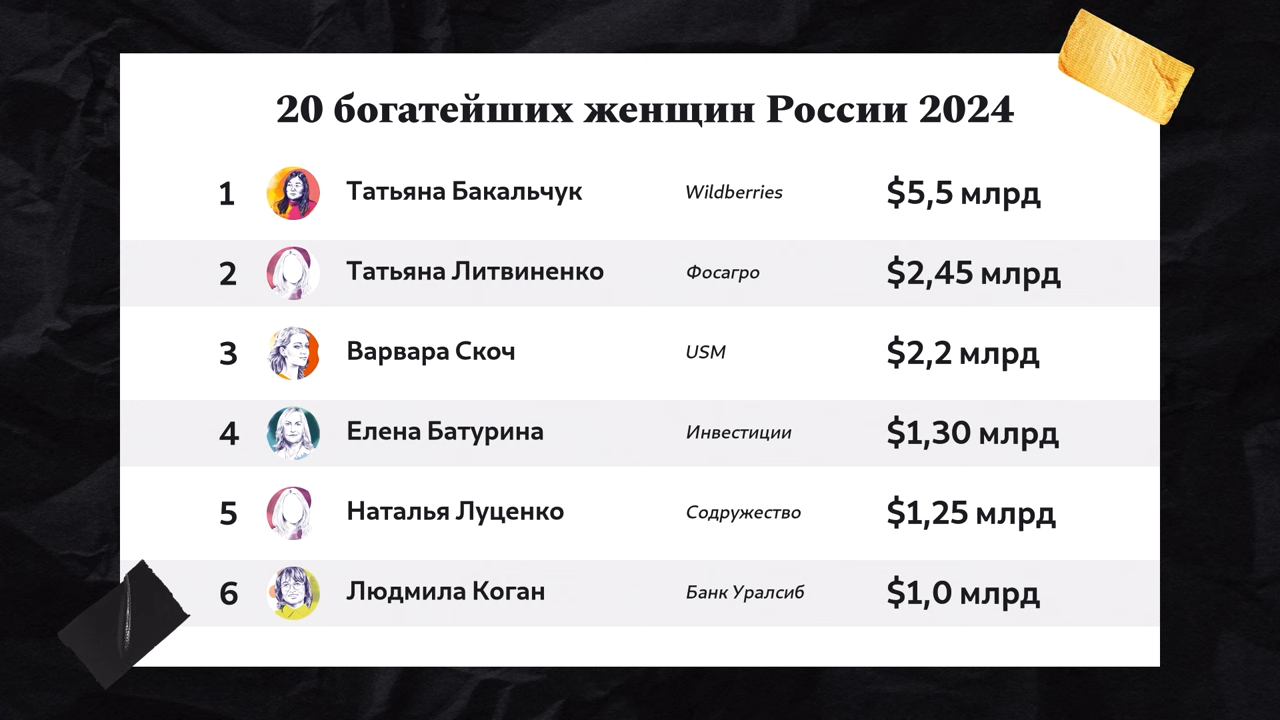 20 богатейших женщин России 2024
1 Татьяна Бакальчук Wildberries $5,5 млрд
2 Татьяна Литвиненко Фосагро $2,45 млрд
3 Варвара Скоч USM $2,2 млрд
4 Елена Батурина Инвестиции $1,30 млрд
5 Наталья Луценко Содружество $1,25 млрд
6 Людмила Коган Банк Уралсиб $1,0 млрд